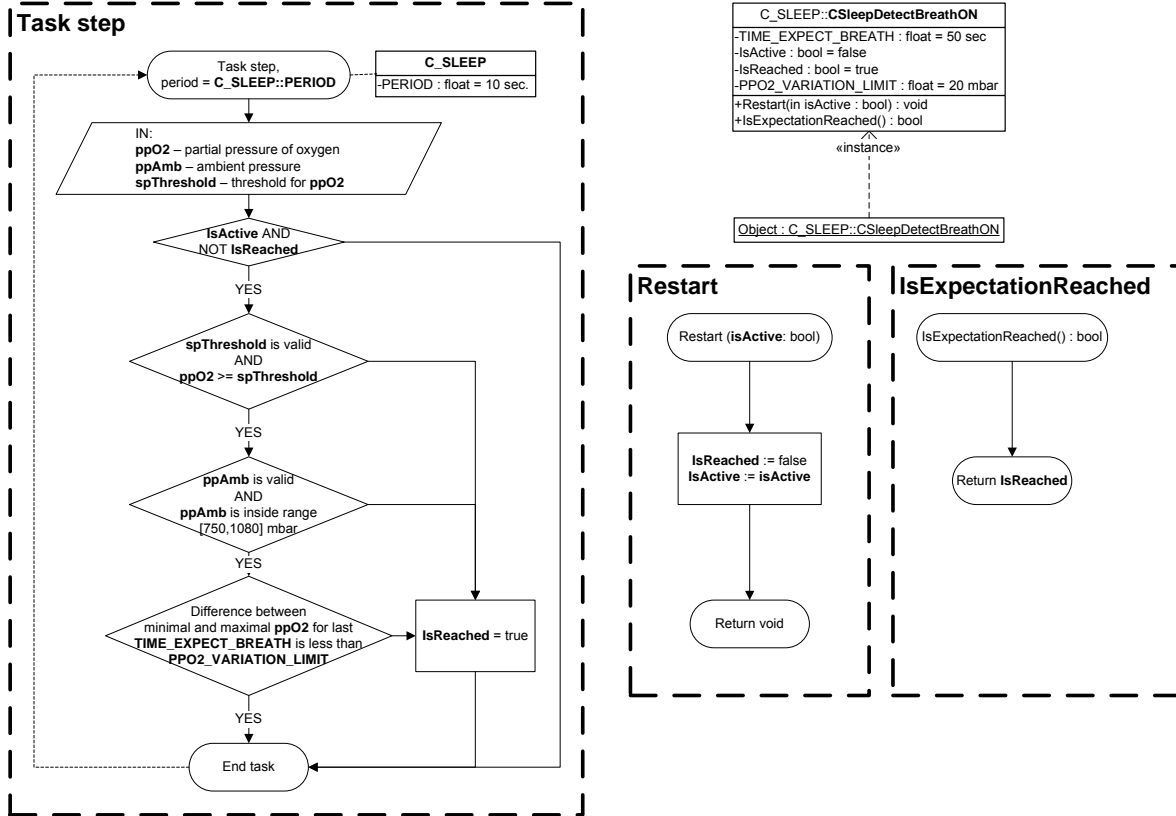 Task step
Task step,
period = C_SLEEP::PERIOD
C_SLEEP
-PERIOD : float = 10 sec.
IN:
ppO2 – partial pressure of oxygen
ppAmb – ambient pressure
spThreshold – threshold for ppO2
IsActive AND
NOT IsReached
YES
spThreshold is valid
AND
ppO2 >= spThreshold
YES
ppAmb is valid
AND
ppAmb is inside range
[750,1080] mbar
YES
Difference between
minimal and maximal ppO2 for last
TIME_EXPECT_BREATH is less than
PPO2_VARIATION_LIMIT
IsReached = true
YES
End task
C_SLEEP::CSleepDetectBreathON
-TIME_EXPECT_BREATH : float = 50 sec
-IsActive : bool = false
-IsReached : bool = true
-PPO2_VARIATION_LIMIT : float = 20 mbar
+Restart(in isActive : bool) : void
+IsExpectationReached() : bool
«instance»
Object : C_SLEEP::CSleepDetectBreathON
Restart
Restart (isActive: bool)
IsReached := false
IsActive := isActive
Return void
IsExpectationReached
IsExpectationReached() : bool
Return IsReached